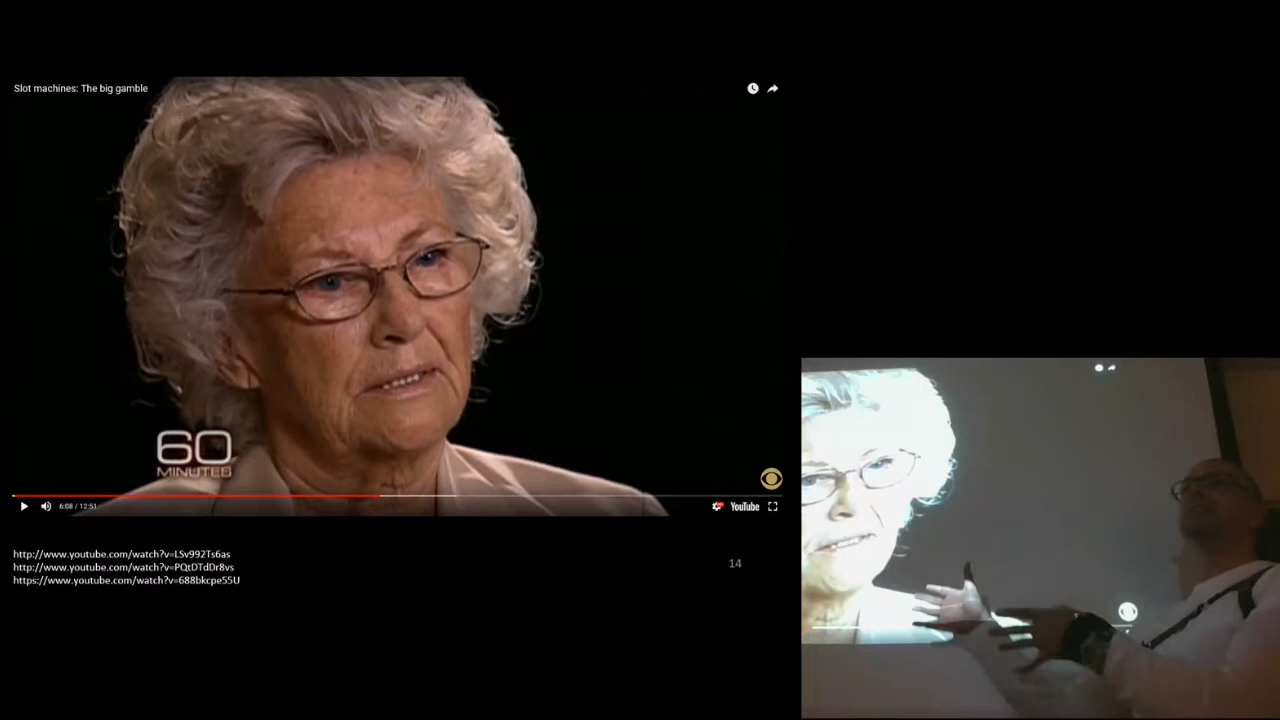 Slot machines: The big gamble
60
MINUTES
6:08 / 12:51
YouTube
http://www.youtube.com/watch?v=LSv992Ts6as
http://www.youtube.com/watch?v=PQtDTdDr8vs
https://www.youtube.com/watch?v=688bkcpe55U
14